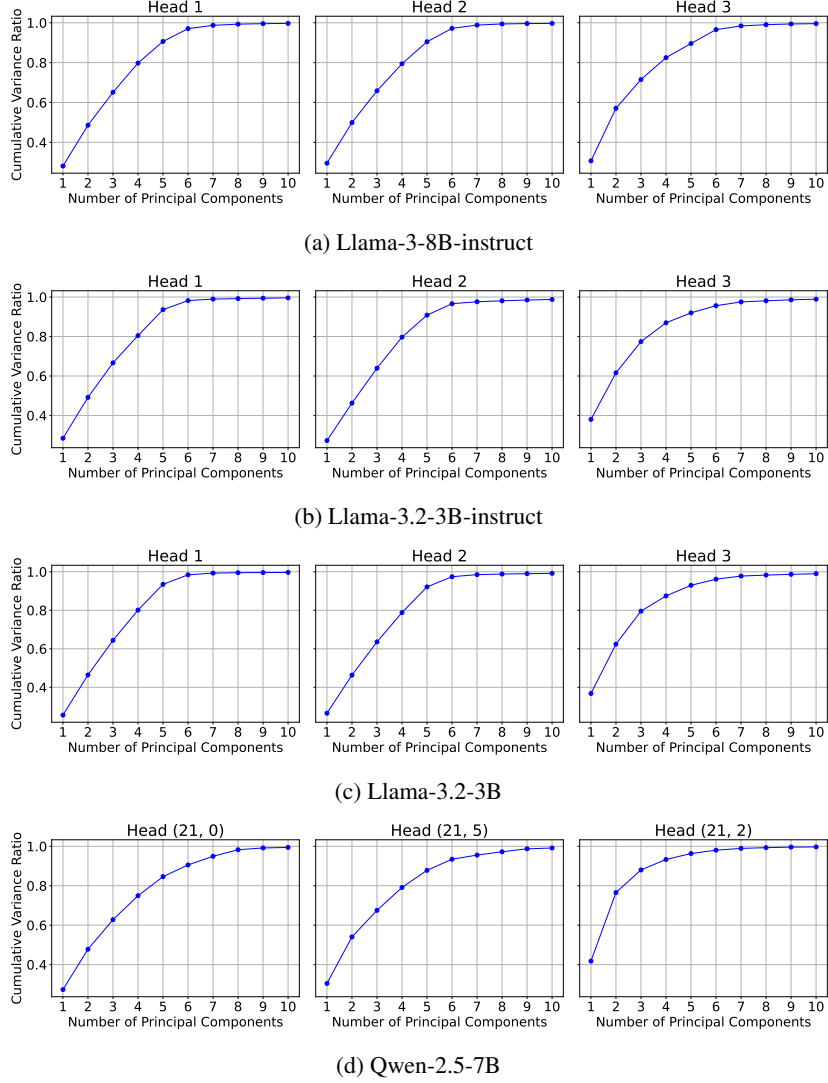 Head 1 Head 2 Head 3
Cumulative Variance Ratio
1.0
0.8
0.6
0.4
1 2 3 4 5 6 7 8 9 10 1 2 3 4 5 6 7 8 9 10 1 2 3 4 5 6 7 8 9 10
Number of Principal Components Number of Principal Components Number of Principal Components
(a) Llama-3-8B-instruct
Head 1 Head 2 Head 3
Cumulative Variance Ratio
1.0
0.8
0.6
0.4
1 2 3 4 5 6 7 8 9 10 1 2 3 4 5 6 7 8 9 10 1 2 3 4 5 6 7 8 9 10
Number of Principal Components Number of Principal Components Number of Principal Components
(b) Llama-3.2-3B-instruct
Head 1 Head 2 Head 3
Cumulative Variance Ratio
1.0
0.8
0.6
0.4
1 2 3 4 5 6 7 8 9 10 1 2 3 4 5 6 7 8 9 10 1 2 3 4 5 6 7 8 9 10
Number of Principal Components Number of Principal Components Number of Principal Components
(c) Llama-3.2-3B
Head (21, 0) Head (21, 5) Head (21, 2)
Cumulative Variance Ratio
1.0
0.8
0.6
0.4
1 2 3 4 5 6 7 8 9 10 1 2 3 4 5 6 7 8 9 10 1 2 3 4 5 6 7 8 9 10
Number of Principal Components Number of Principal Components Number of Principal Components
(d) Qwen-2.5-7B